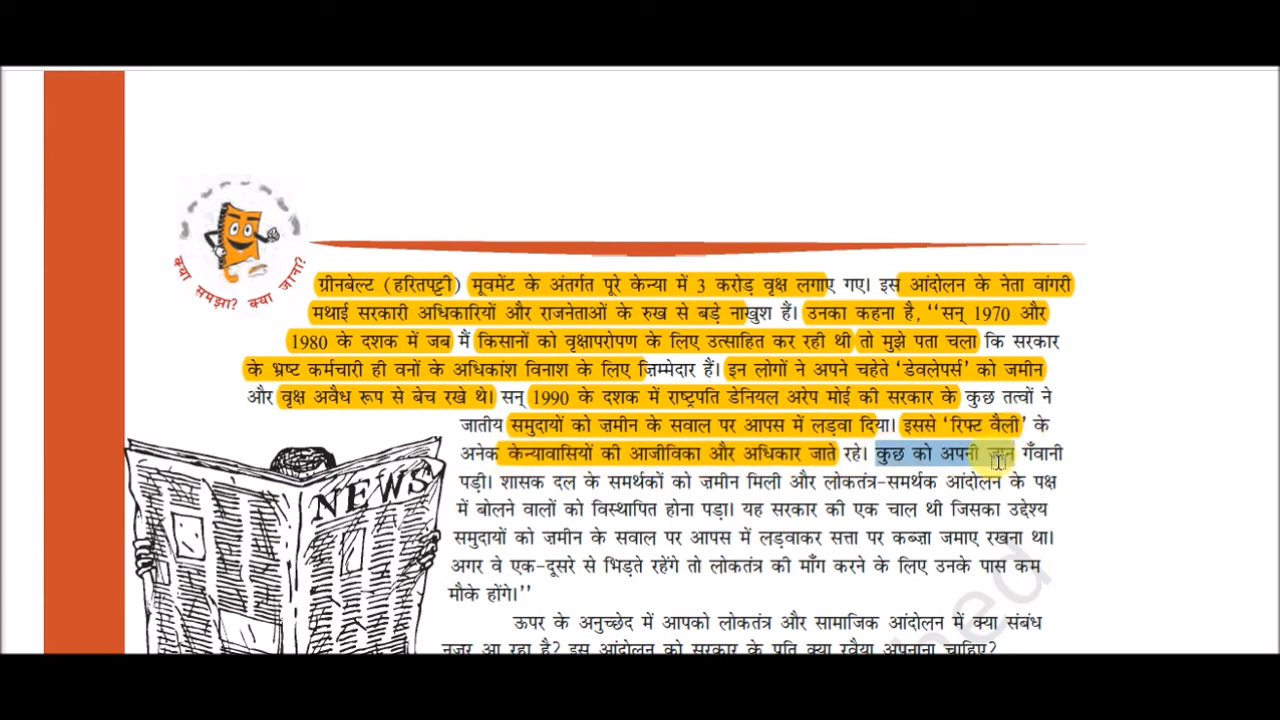 क्या समझा? क्या जाना?
ग्रीनबेल्ट (हरितपट्टी) मूवमेंट के अंतर्गत पूरे केन्या में 3 करोड़ वृक्ष लगाए गए। इस आंदोलन के नेता वांगरी
मथाई सरकारी अधिकारियों और राजनेताओं के रुख से बड़े नाखुश हैं। उनका कहना है, ‘‘सन् 1970 और
1980 के दशक में जब मैं किसानों को वृक्षापरोपण के लिए उत्साहित कर रही थी तो मुझे पता चला कि सरकार
के भ्रष्ट कर्मचारी ही वनों के अधिकांश विनाश के लिए ज़िम्मेदार हैं। इन लोगों ने अपने चहेते ‘डेवलेपर्स’ को जमीन
और वृक्ष अवैध रूप से बेच रखे थे। सन् 1990 के दशक में राष्ट्रपति डेनियल अरेप मोई की सरकार के कुछ तत्वों ने
जातीय समुदायों को ज़मीन के सवाल पर आपस में लड़वा दिया। इससे ‘रिफ्ट वैली’ के
अनेक केन्यावासियों की आजीविका और अधिकार जाते रहे। कुछ को अपनी जान गँवानी
पड़ी। शासक दल के समर्थकों को ज़मीन मिली और लोकतंत्र-समर्थक आंदोलन के पक्ष
में बोलने वालों को विस्थापित होना पड़ा। यह सरकार की एक चाल थी जिसका उद्देश्य
समुदायों को ज़मीन के सवाल पर आपस में लड़वाकर सत्ता पर कब्ज़ा जमाए रखना था।
अगर वे एक-दूसरे से भिड़ते रहेंगे तो लोकतंत्र की माँग करने के लिए उनके पास कम
मौके होंगे।’’
NEWS
ऊपर के अनुच्छेद में आपको लोकतंत्र और सामाजिक आंदोलन में क्या संबंध
नज़र आ रहा है? इस आंदोलन को सरकार के प्रति क्या रवैया अपनाना चाहिए?